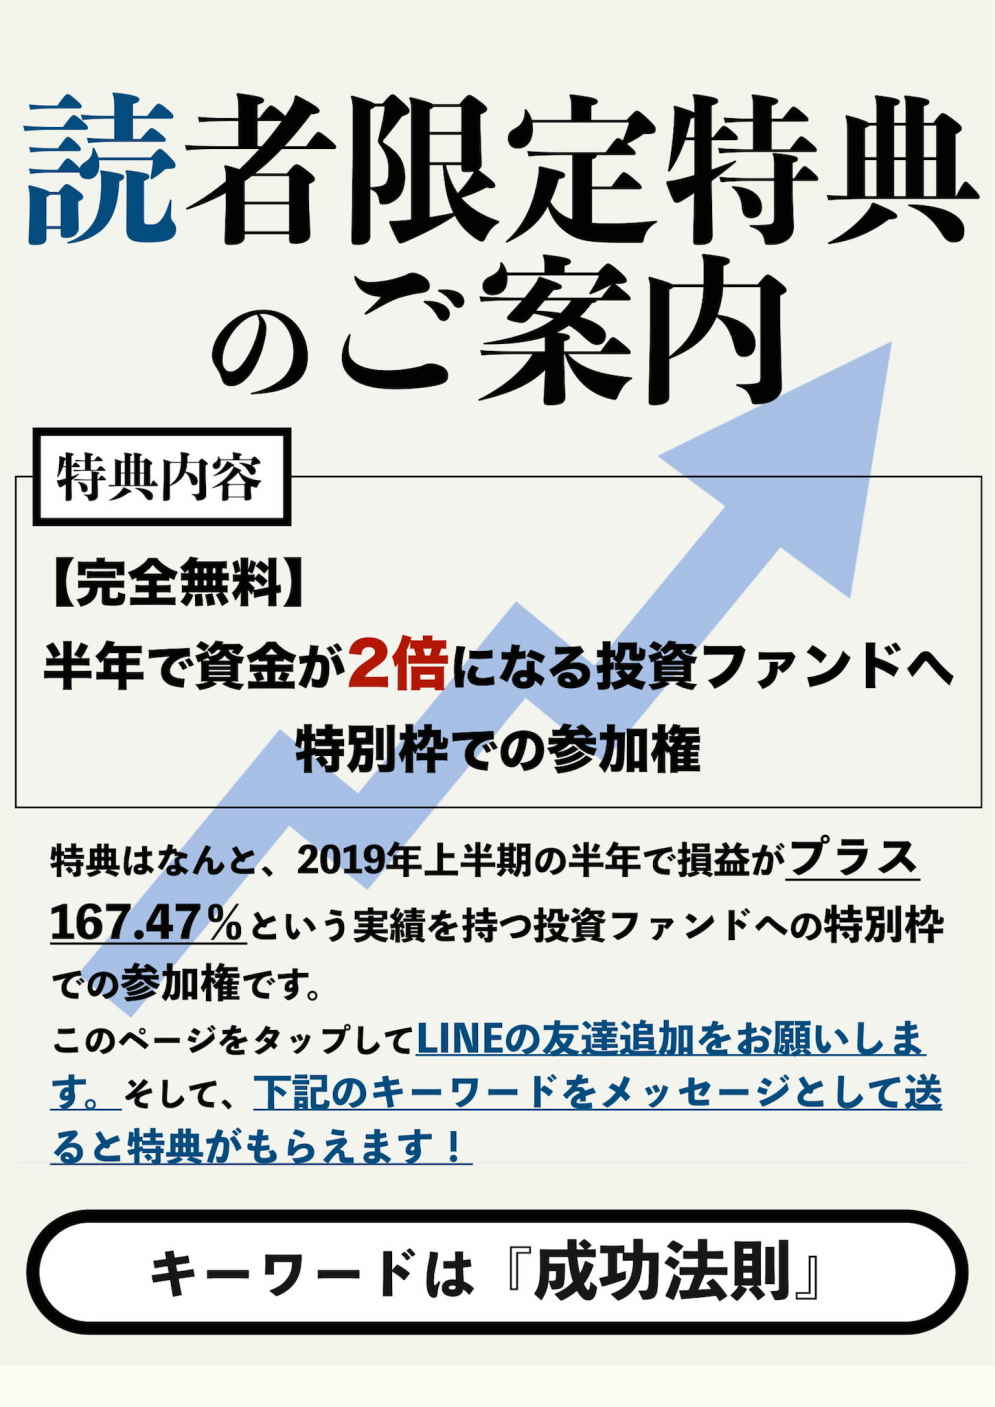 読者限定特典
のご案内
特典内容
【完全無料】
半年で資金が2倍になる投資ファンドへ
特別枠での参加権
特典はなんと、2019年上半期の半年で損益がプラス
167.47%という実績を持つ投資ファンドへの特別枠
での参加権です。
このページをタップしてLINEの友達追加をお願いしま
す。そして、下記のキーワードをメッセージとして送
ると特典がもらえます！
キーワードは『成功法則』